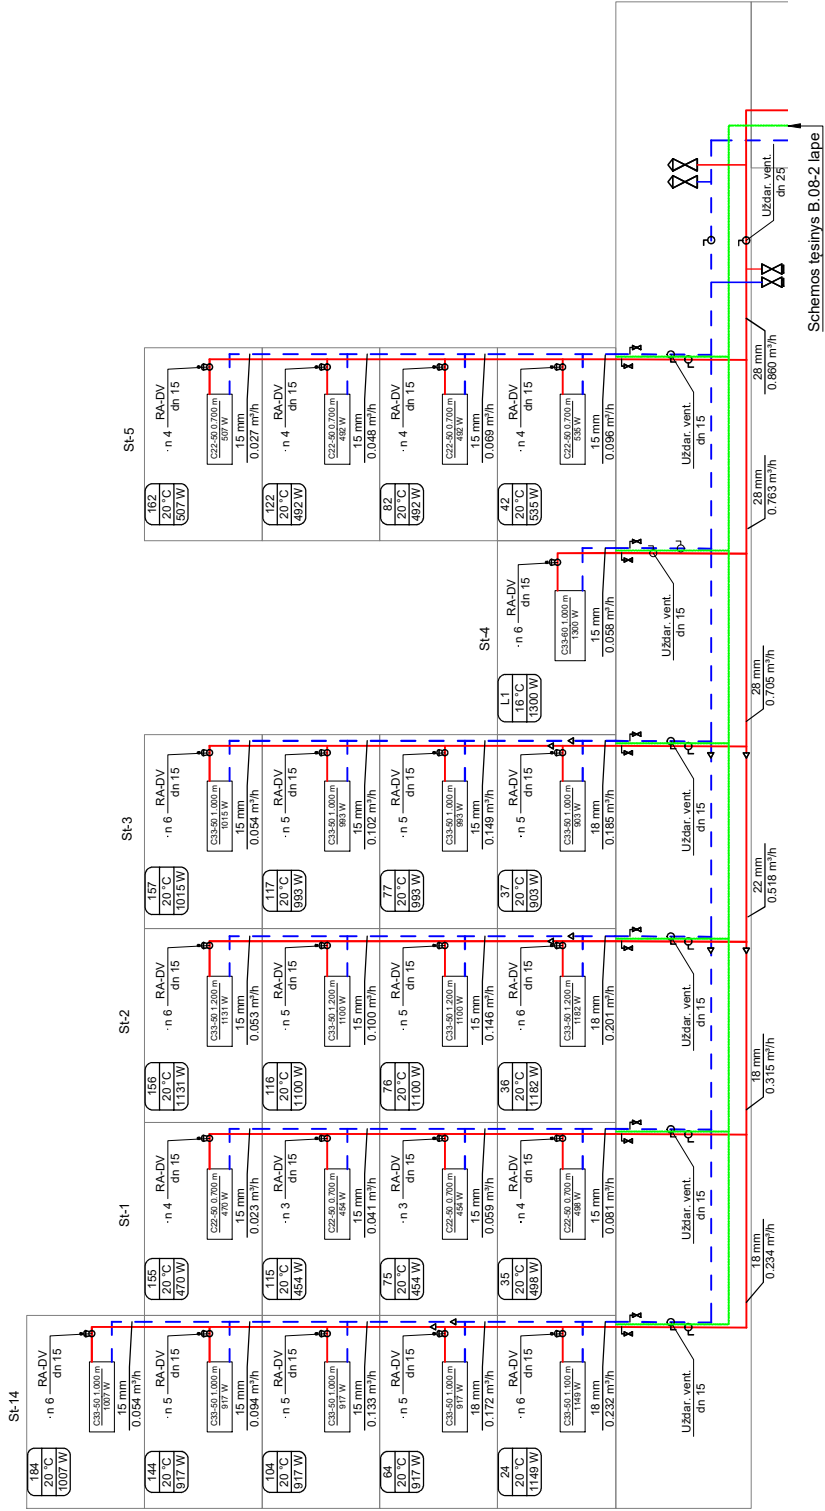 St-14
184
20 °C
1007 W
n 6
RA-DV
dn 15
C33-50 1.000 m
1007 W
15 mm
0.054 m³/h
144
20 °C
917 W
n 5
RA-DV
dn 15
C33-50 1.000 m
917 W
15 mm
0.094 m³/h
104
20 °C
917 W
n 5
RA-DV
dn 15
C33-50 1.000 m
917 W
15 mm
0.133 m³/h
64
20 °C
917 W
n 5
RA-DV
dn 15
C33-50 1.000 m
917 W
18 mm
0.172 m³/h
24
20 °C
1149 W
n 6
RA-DV
dn 15
C33-50 1.100 m
1149 W
18 mm
0.232 m³/h
Uždar. vent.
dn 15
St-1
155
20 °C
470 W
n 4
RA-DV
dn 15
C22-50 0.700 m
470 W
15 mm
0.023 m³/h
115
20 °C
454 W
n 3
RA-DV
dn 15
C22-50 0.700 m
454 W
15 mm
0.041 m³/h
75
20 °C
454 W
n 3
RA-DV
dn 15
C22-50 0.700 m
454 W
15 mm
0.059 m³/h
35
20 °C
498 W
n 4
RA-DV
dn 15
C22-50 0.700 m
498 W
15 mm
0.081 m³/h
Uždar. vent.
dn 15
18 mm
0.234 m³/h
St-2
156
20 °C
1131 W
n 6
RA-DV
dn 15
C33-50 1.200 m
1131 W
15 mm
0.053 m³/h
116
20 °C
1100 W
n 5
RA-DV
dn 15
C33-50 1.200 m
1100 W
15 mm
0.100 m³/h
76
20 °C
1100 W
n 5
RA-DV
dn 15
C33-50 1.200 m
1100 W
15 mm
0.146 m³/h
36
20 °C
1182 W
n 6
RA-DV
dn 15
C33-50 1.200 m
1182 W
18 mm
0.201 m³/h
Uždar. vent.
dn 15
18 mm
0.315 m³/h
St-3
157
20 °C
1015 W
n 6
RA-DV
dn 15
C33-50 1.000 m
1015 W
15 mm
0.054 m³/h
117
20 °C
993 W
n 5
RA-DV
dn 15
C33-50 1.000 m
993 W
15 mm
0.102 m³/h
77
20 °C
993 W
n 5
RA-DV
dn 15
C33-50 1.000 m
993 W
15 mm
0.149 m³/h
37
20 °C
903 W
n 5
RA-DV
dn 15
C33-50 1.000 m
903 W
18 mm
0.185 m³/h
Uždar. vent.
dn 15
22 mm
0.518 m³/h
St-4
L1
16 °C
1300 W
n 6
RA-DV
dn 15
C33-60 1.000 m
1300 W
15 mm
0.058 m³/h
Uždar. vent.
dn 15
28 mm
0.705 m³/h
St-5
162
20 °C
507 W
n 4
RA-DV
dn 15
C22-50 0.700 m
507 W
15 mm
0.027 m³/h
122
20 °C
492 W
n 4
RA-DV
dn 15
C22-50 0.700 m
492 W
15 mm
0.048 m³/h
82
20 °C
492 W
n 4
RA-DV
dn 15
C22-50 0.700 m
492 W
15 mm
0.069 m³/h
42
20 °C
535 W
n 4
RA-DV
dn 15
C22-50 0.700 m
535 W
15 mm
0.096 m³/h
Uždar. vent.
dn 15
28 mm
0.763 m³/h
28 mm
0.860 m³/h
Uždar. vent.
dn 25
Schemos tęsinys B.08-2 lape